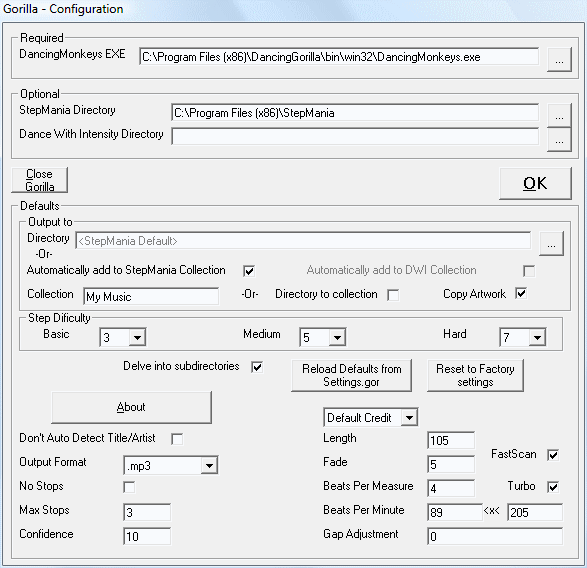 Gorilla - Configuration
Required
DancingMonkeys EXE C:\Program Files (x86)\DancingGorilla\bin\win32\DancingMonkeys.exe ...
Optional
StepMania Directory C:\Program Files (x86)\StepMania ...
Dance With Intensity Directory ...
Close
Gorilla
OK
Defaults
Output to
Directory <StepMania Default> ...
-Or-
Automatically add to StepMania Collection Automatically add to DWI Collection
Collection My Music -Or- Directory to collection Copy Artwork
Step Dificulty
Basic 3 Medium 5 Hard 7
Delve into subdirectories
Reload Defaults from
Settings.gor
Reset to Factory
settings
About
Default Credit
Don't Auto Detect Title/Artist
Length 105
FastScan
Output Format .mp3
Fade 5
No Stops
Beats Per Measure 4 Turbo
Max Stops 3
Beats Per Minute 89 <x< 205
Confidence 10
Gap Adjustment 0